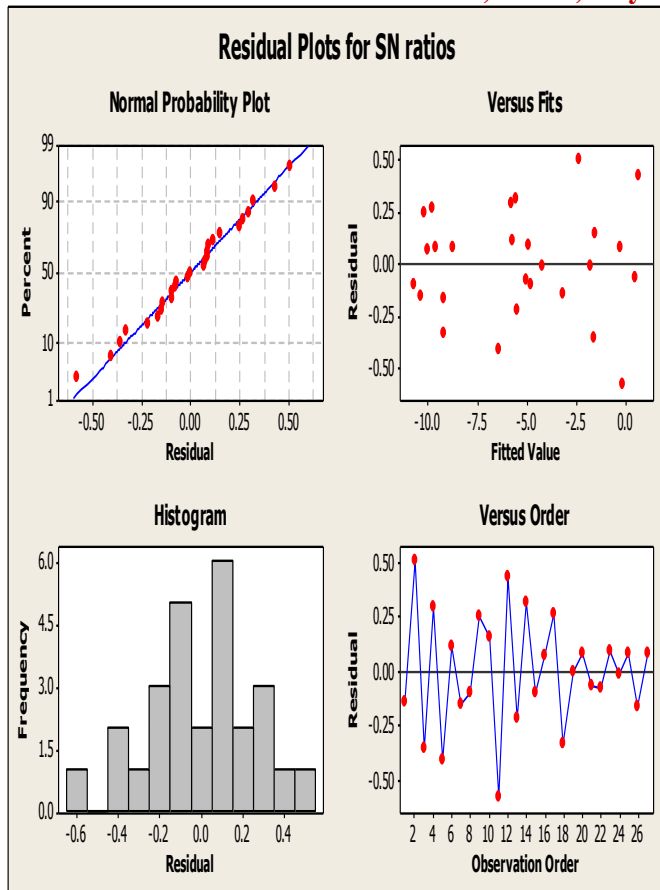 Residual Plots for SN ratios
Normal Probability Plot
Versus Fits
99
90
50
10
1
Percent
-0.50 -0.25 0.00 0.25 0.50
Residual
0.50
0.25
0.00
-0.25
-0.50
Residual
-10.0 -7.5 -5.0 -2.5 0.0
Fitted Value
Histogram
Versus Order
6.0
4.5
3.0
1.5
0.0
Frequency
-0.6 -0.4 -0.2 0.0 0.2 0.4
Residual
0.50
0.25
0.00
-0.25
-0.50
Residual
2 4 6 8 10 12 14 16 18 20 22 24 26
Observation Order